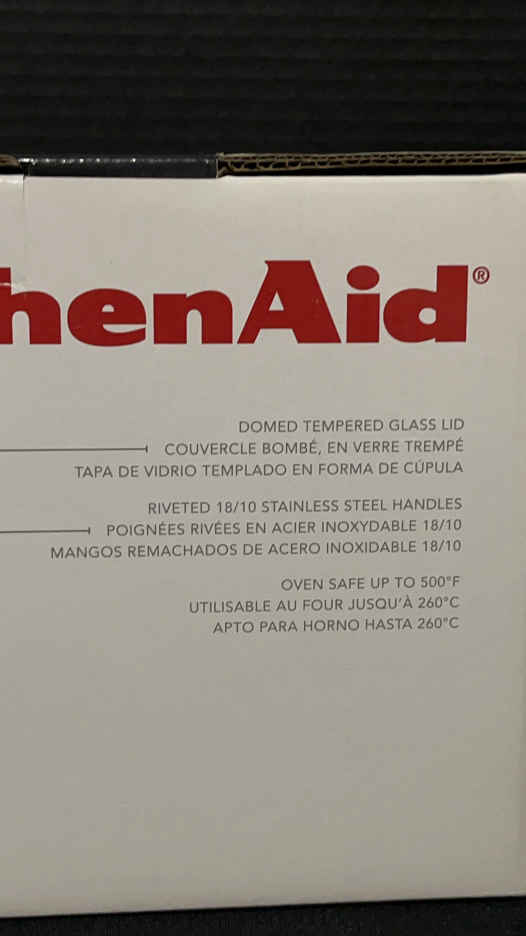 henAid®
DOMED TEMPERED GLASS LID
COUVERCLE BOMBÉ, EN VERRE TREMPÉ
TAPA DE VIDRIO TEMPLADO EN FORMA DE CÚPULA
RIVETED 18/10 STAINLESS STEEL HANDLES
POIGNÉES RIVÉES EN ACIER INOXYDABLE 18/10
MANGOS REMACHADOS DE ACERO INOXIDABLE 18/10
OVEN SAFE UP TO 500°F
UTILISABLE AU FOUR JUSQU'À 260°C
APTO PARA HORNO HASTA 260°C